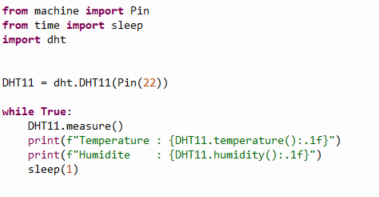 from machine import Pin
from time import sleep
import dht
DHT11 = dht.DHT11(Pin(22))
while True:
    DHT11.measure()
    print(f"Temperature : {DHT11.temperature():.1f}")
    print(f"Humidite    : {DHT11.humidity():.1f}")
    sleep(1)